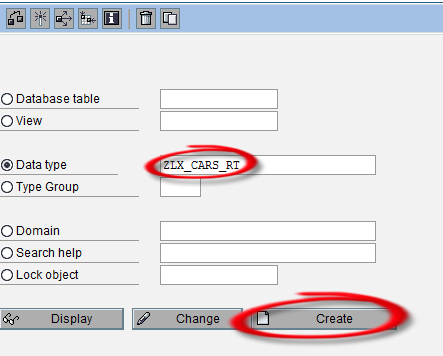 Database table
View
Data type ZLX_CARS_RT
Type Group
Domain
Search help
Lock object
Display Change Create